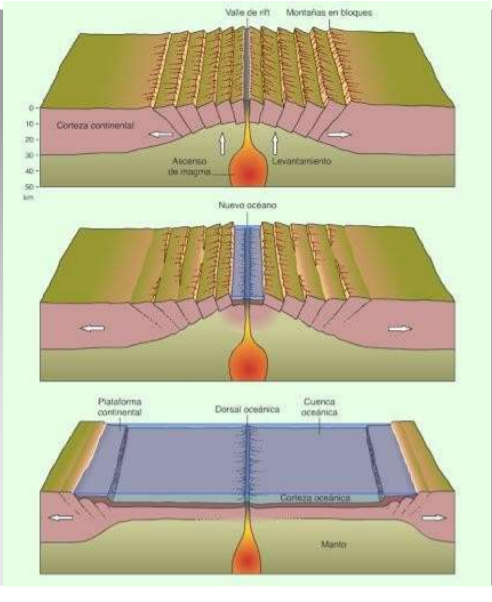 Valle de rift
Montañas en bloques
0
10
20
30
40
50
km
Corteza continental
Ascenso
de magma
Levantamiento
Nuevo océano
Plataforma
continental
Dorsal oceánica
Cuenca
oceánica
Corteza oceánica
Manto